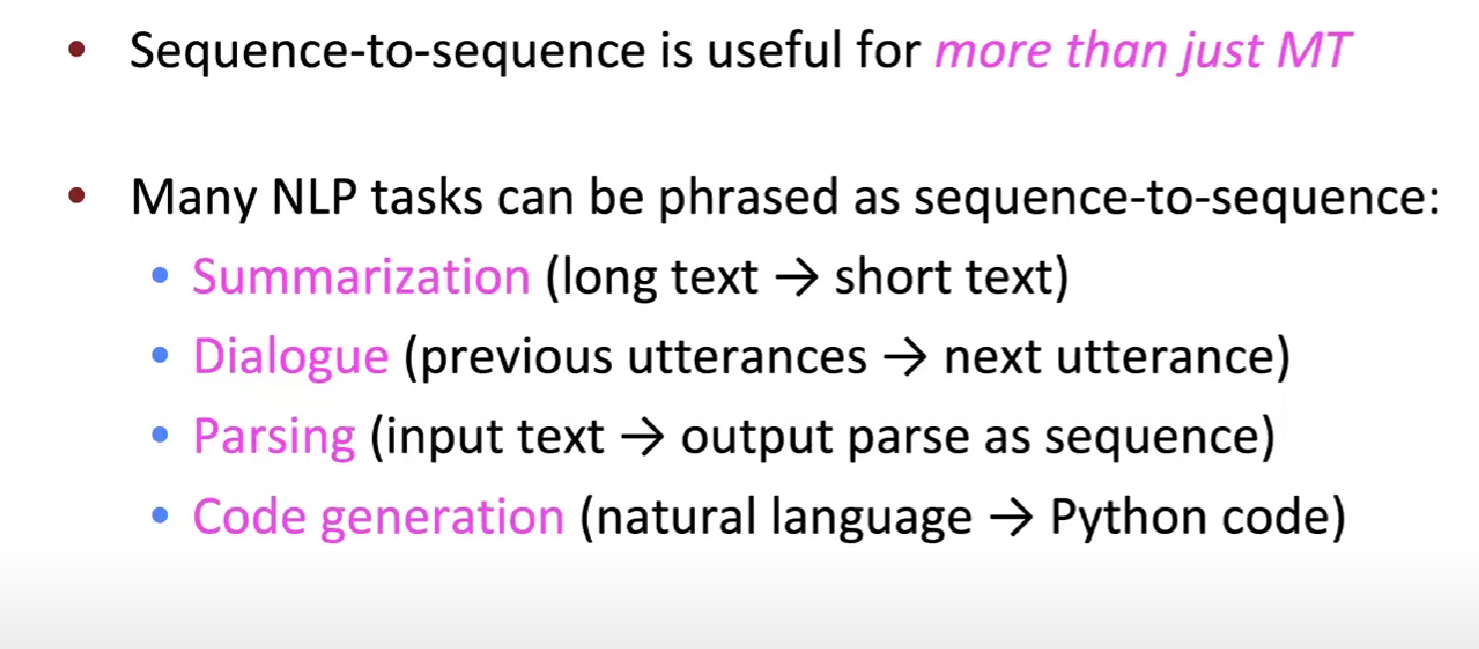 • Sequence-to-sequence is useful for more than just MT
• Many NLP tasks can be phrased as sequence-to-sequence:
• Summarization (long text → short text)
• Dialogue (previous utterances → next utterance)
• Parsing (input text → output parse as sequence)
• Code generation (natural language → Python code)